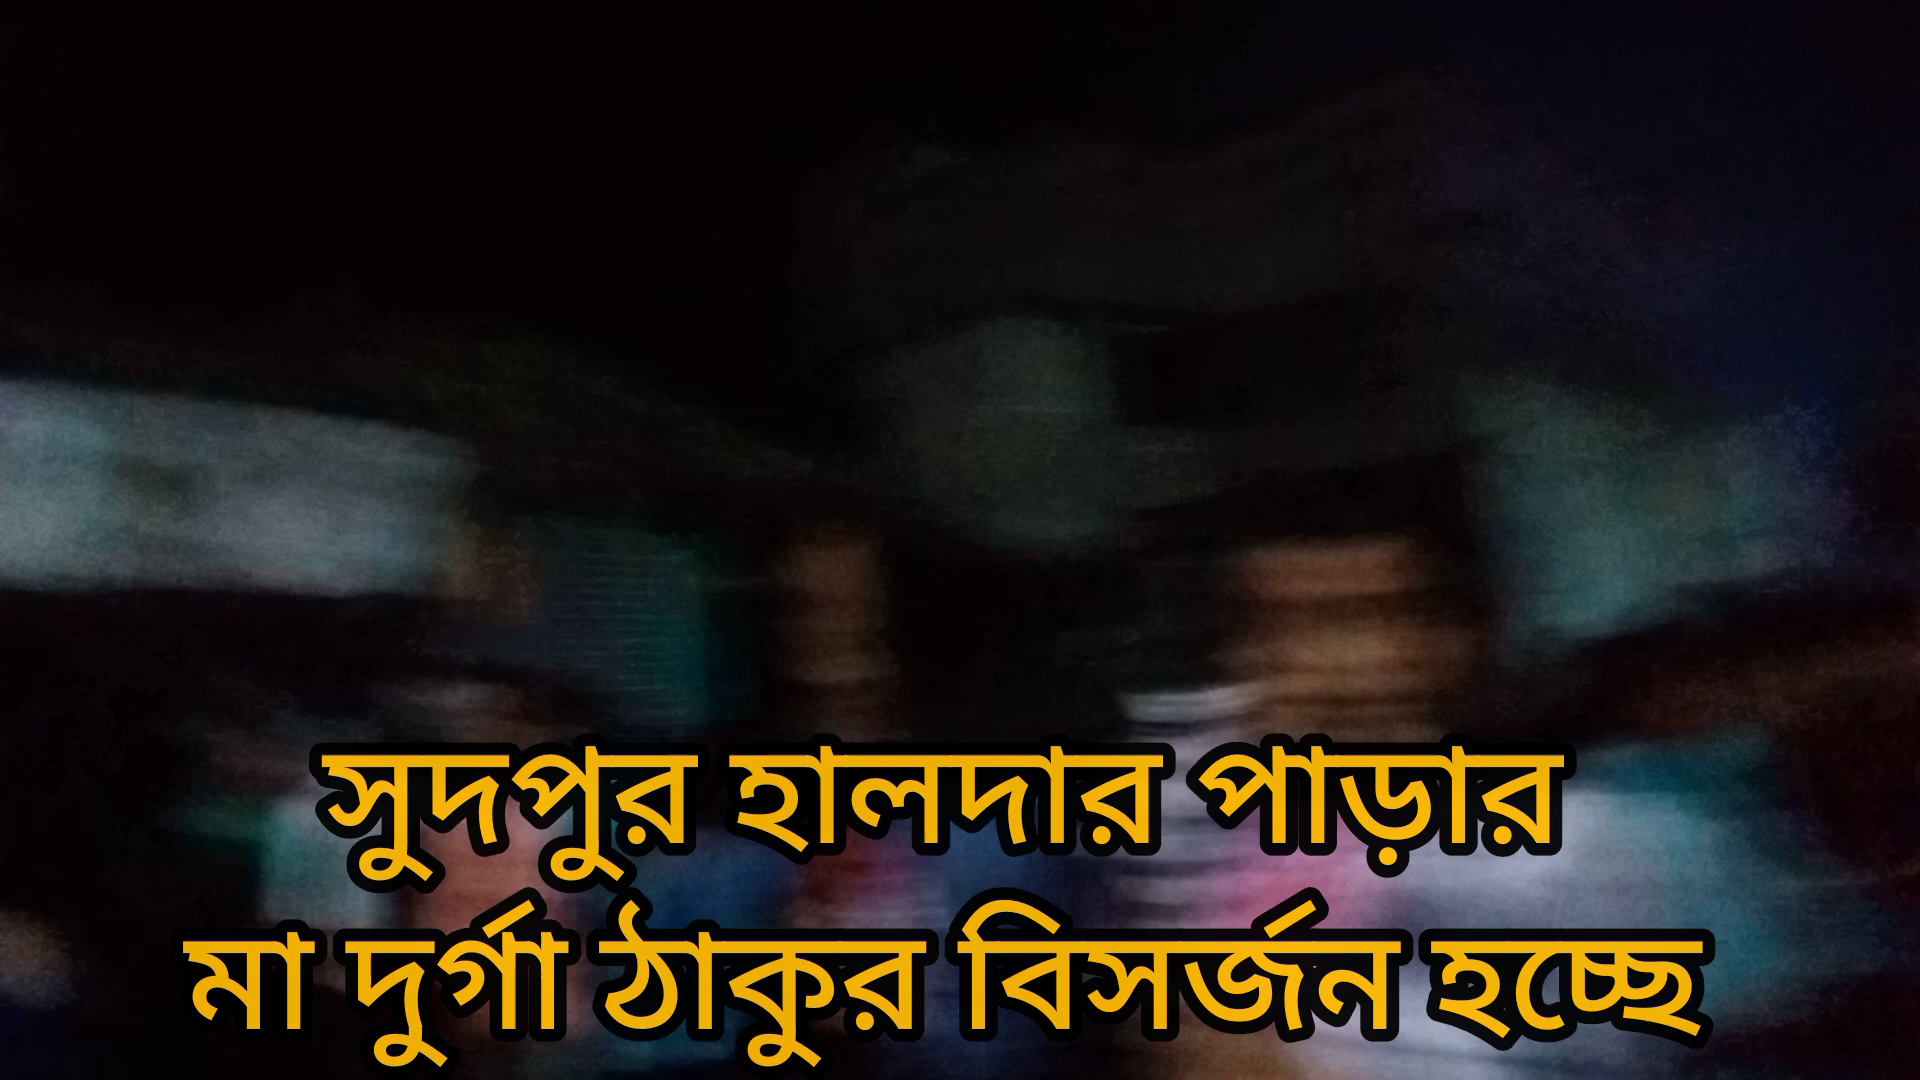 সুদপুর হালদার পাড়ার
মা দুর্গা ঠাকুর বিসর্জন হচ্ছে